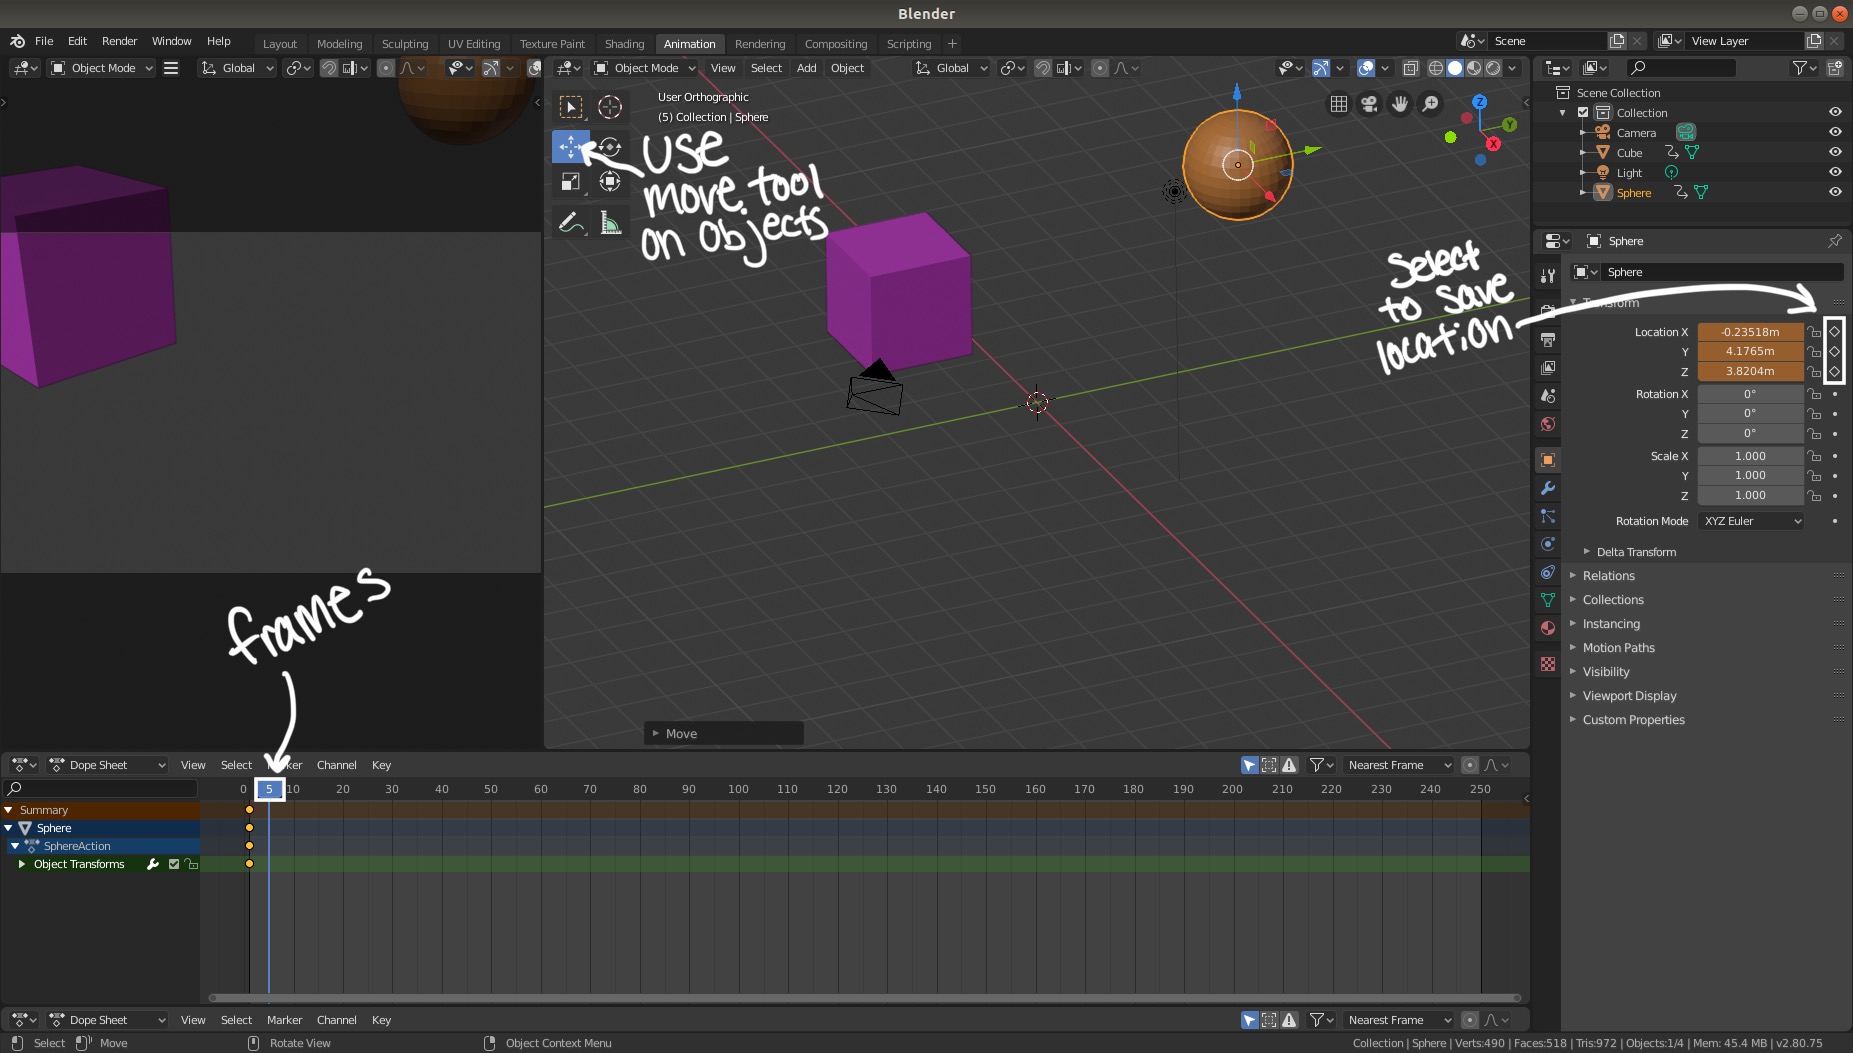 Blender
File Edit Render Window Help
Layout Modeling Sculpting UV Editing Texture Paint Shading Animation Rendering Compositing Scripting +
Scene
View Layer
Object Mode
Global
Object Mode View Select Add Object
Global
User Orthographic
(5) Collection | Sphere
Z
Y
X
USE
move tool
on objects
Select
to save
location
frames
Move
Scene Collection
Collection
Camera
Cube
Light
Sphere
Sphere
Sphere
Transform
Location X -0.23518m
Y 4.1765m
Z 3.8204m
Rotation X 0°
Y 0°
Z 0°
Scale X 1.000
Y 1.000
Z 1.000
Rotation Mode XYZ Euler
Delta Transform
Relations
Collections
Instancing
Motion Paths
Visibility
Viewport Display
Custom Properties
Dope Sheet View Select Marker Channel Key
Nearest Frame
0 5 10 20 30 40 50 60 70 80 90 100 110 120 130 140 150 160 170 180 190 200 210 220 230 240 250
Summary
Sphere
SphereAction
Object Transforms
Dope Sheet View Select Marker Channel Key
Nearest Frame
Select Move Rotate View Object Context Menu
Collection | Sphere | Verts:490 | Faces:518 | Tris:972 | Objects:1/4 | Mem: 45.4 MB | v2.80.75